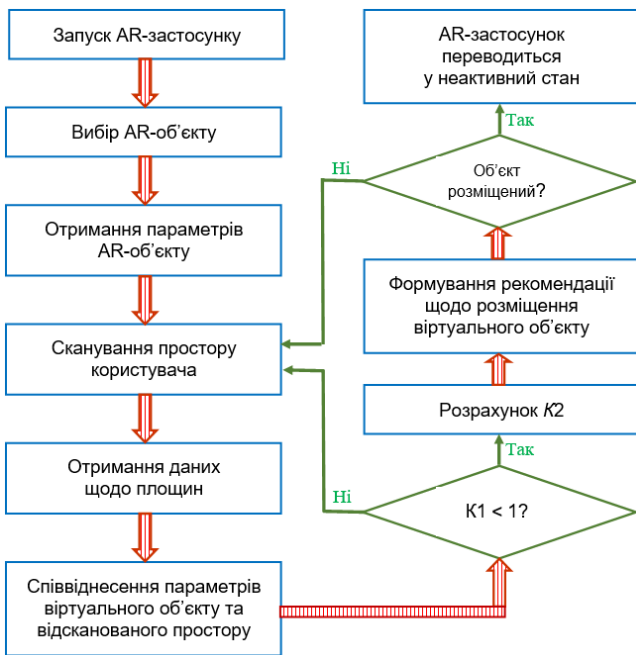 Запуск AR-застосунку
Вибір AR-об’єкту
Отримання параметрів
AR-об’єкту
Сканування простору
користувача
Отримання даних
щодо площин
Співвіднесення параметрів
віртуального об’єкту та
відсканованого простору
К1 < 1?
Ні
Так
Розрахунок К2
Формування рекомендації
щодо розміщення
віртуального об’єкту
Об’єкт
розміщений?
Ні
Так
AR-застосунок
переводиться
у неактивний стан